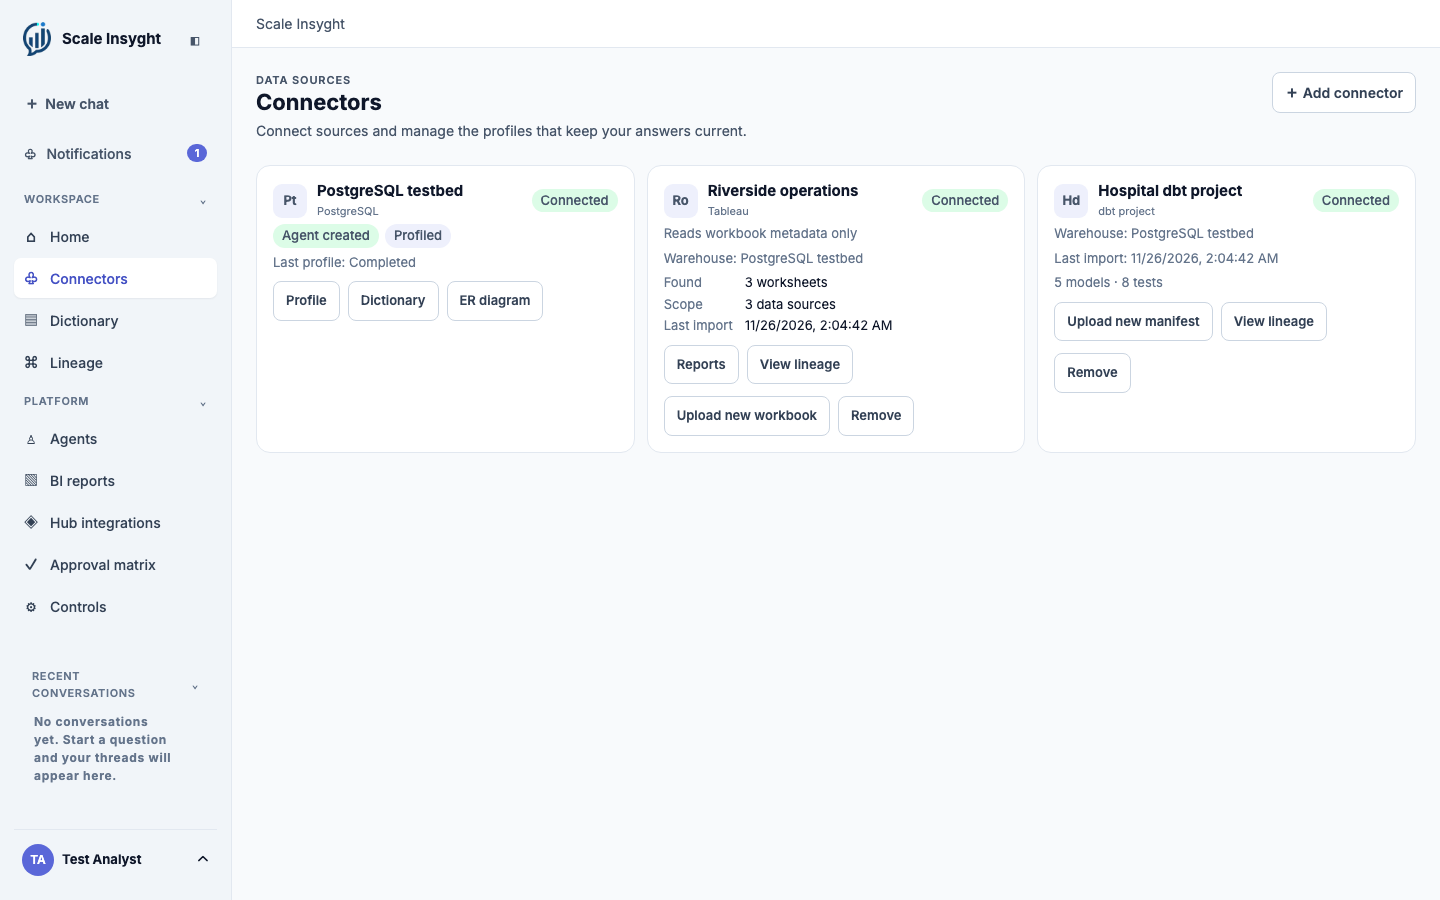 Scale Insyght
+ New chat
Notifications 1
WORKSPACE
Home
Connectors
Dictionary
Lineage
PLATFORM
Agents
BI reports
Hub integrations
Approval matrix
Controls
RECENT
CONVERSATIONS
No conversations
yet. Start a question
and your threads will
appear here.
TA Test Analyst
Scale Insyght
DATA SOURCES
Connectors
Connect sources and manage the profiles that keep your answers current.
+ Add connector
Pt PostgreSQL testbed
PostgreSQL
Connected
Agent created Profiled
Last profile: Completed
Profile Dictionary ER diagram
Ro Riverside operations
Tableau
Connected
Reads workbook metadata only
Warehouse: PostgreSQL testbed
Found 3 worksheets
Scope 3 data sources
Last import 11/26/2026, 2:04:42 AM
Reports View lineage
Upload new workbook Remove
Hd Hospital dbt project
dbt project
Connected
Warehouse: PostgreSQL testbed
Last import: 11/26/2026, 2:04:42 AM
5 models · 8 tests
Upload new manifest View lineage
Remove